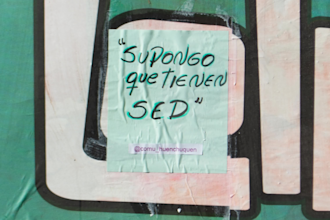 "SUPONGO
que TIENEN
SED"